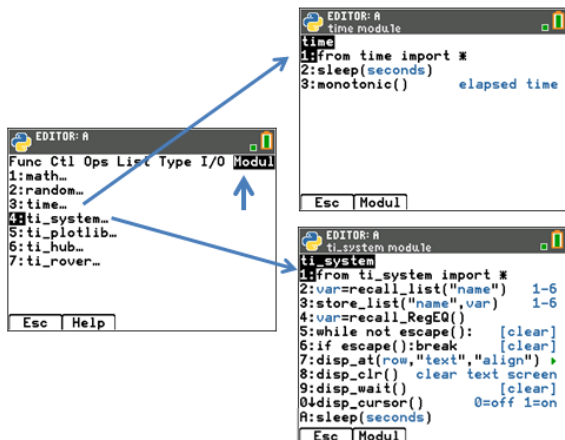 EDITOR: A
time module
time
1:from time import *
2:sleep(seconds)
3:monotonic() elapsed time
Esc Modul
EDITOR: A
Func Ctl Ops List Type I/O Modul
1:math…
2:random…
3:time…
4:ti_system…
5:ti_plotlib…
6:ti_hub…
7:ti_rover…
Esc Help
EDITOR: A
ti_system module
ti_system
1:from ti_system import *
2:var=recall_list("name") 1-6
3:store_list("name",var) 1-6
4:var=recall_RegEQ()
5:while not escape(): [clear]
6:if escape():break [clear]
7:disp_at(row,"text","align") ▸
8:disp_clr() clear text screen
9:disp_wait() [clear]
0↓disp_cursor() 0=off 1=on
A:sleep(seconds)
Esc Modul